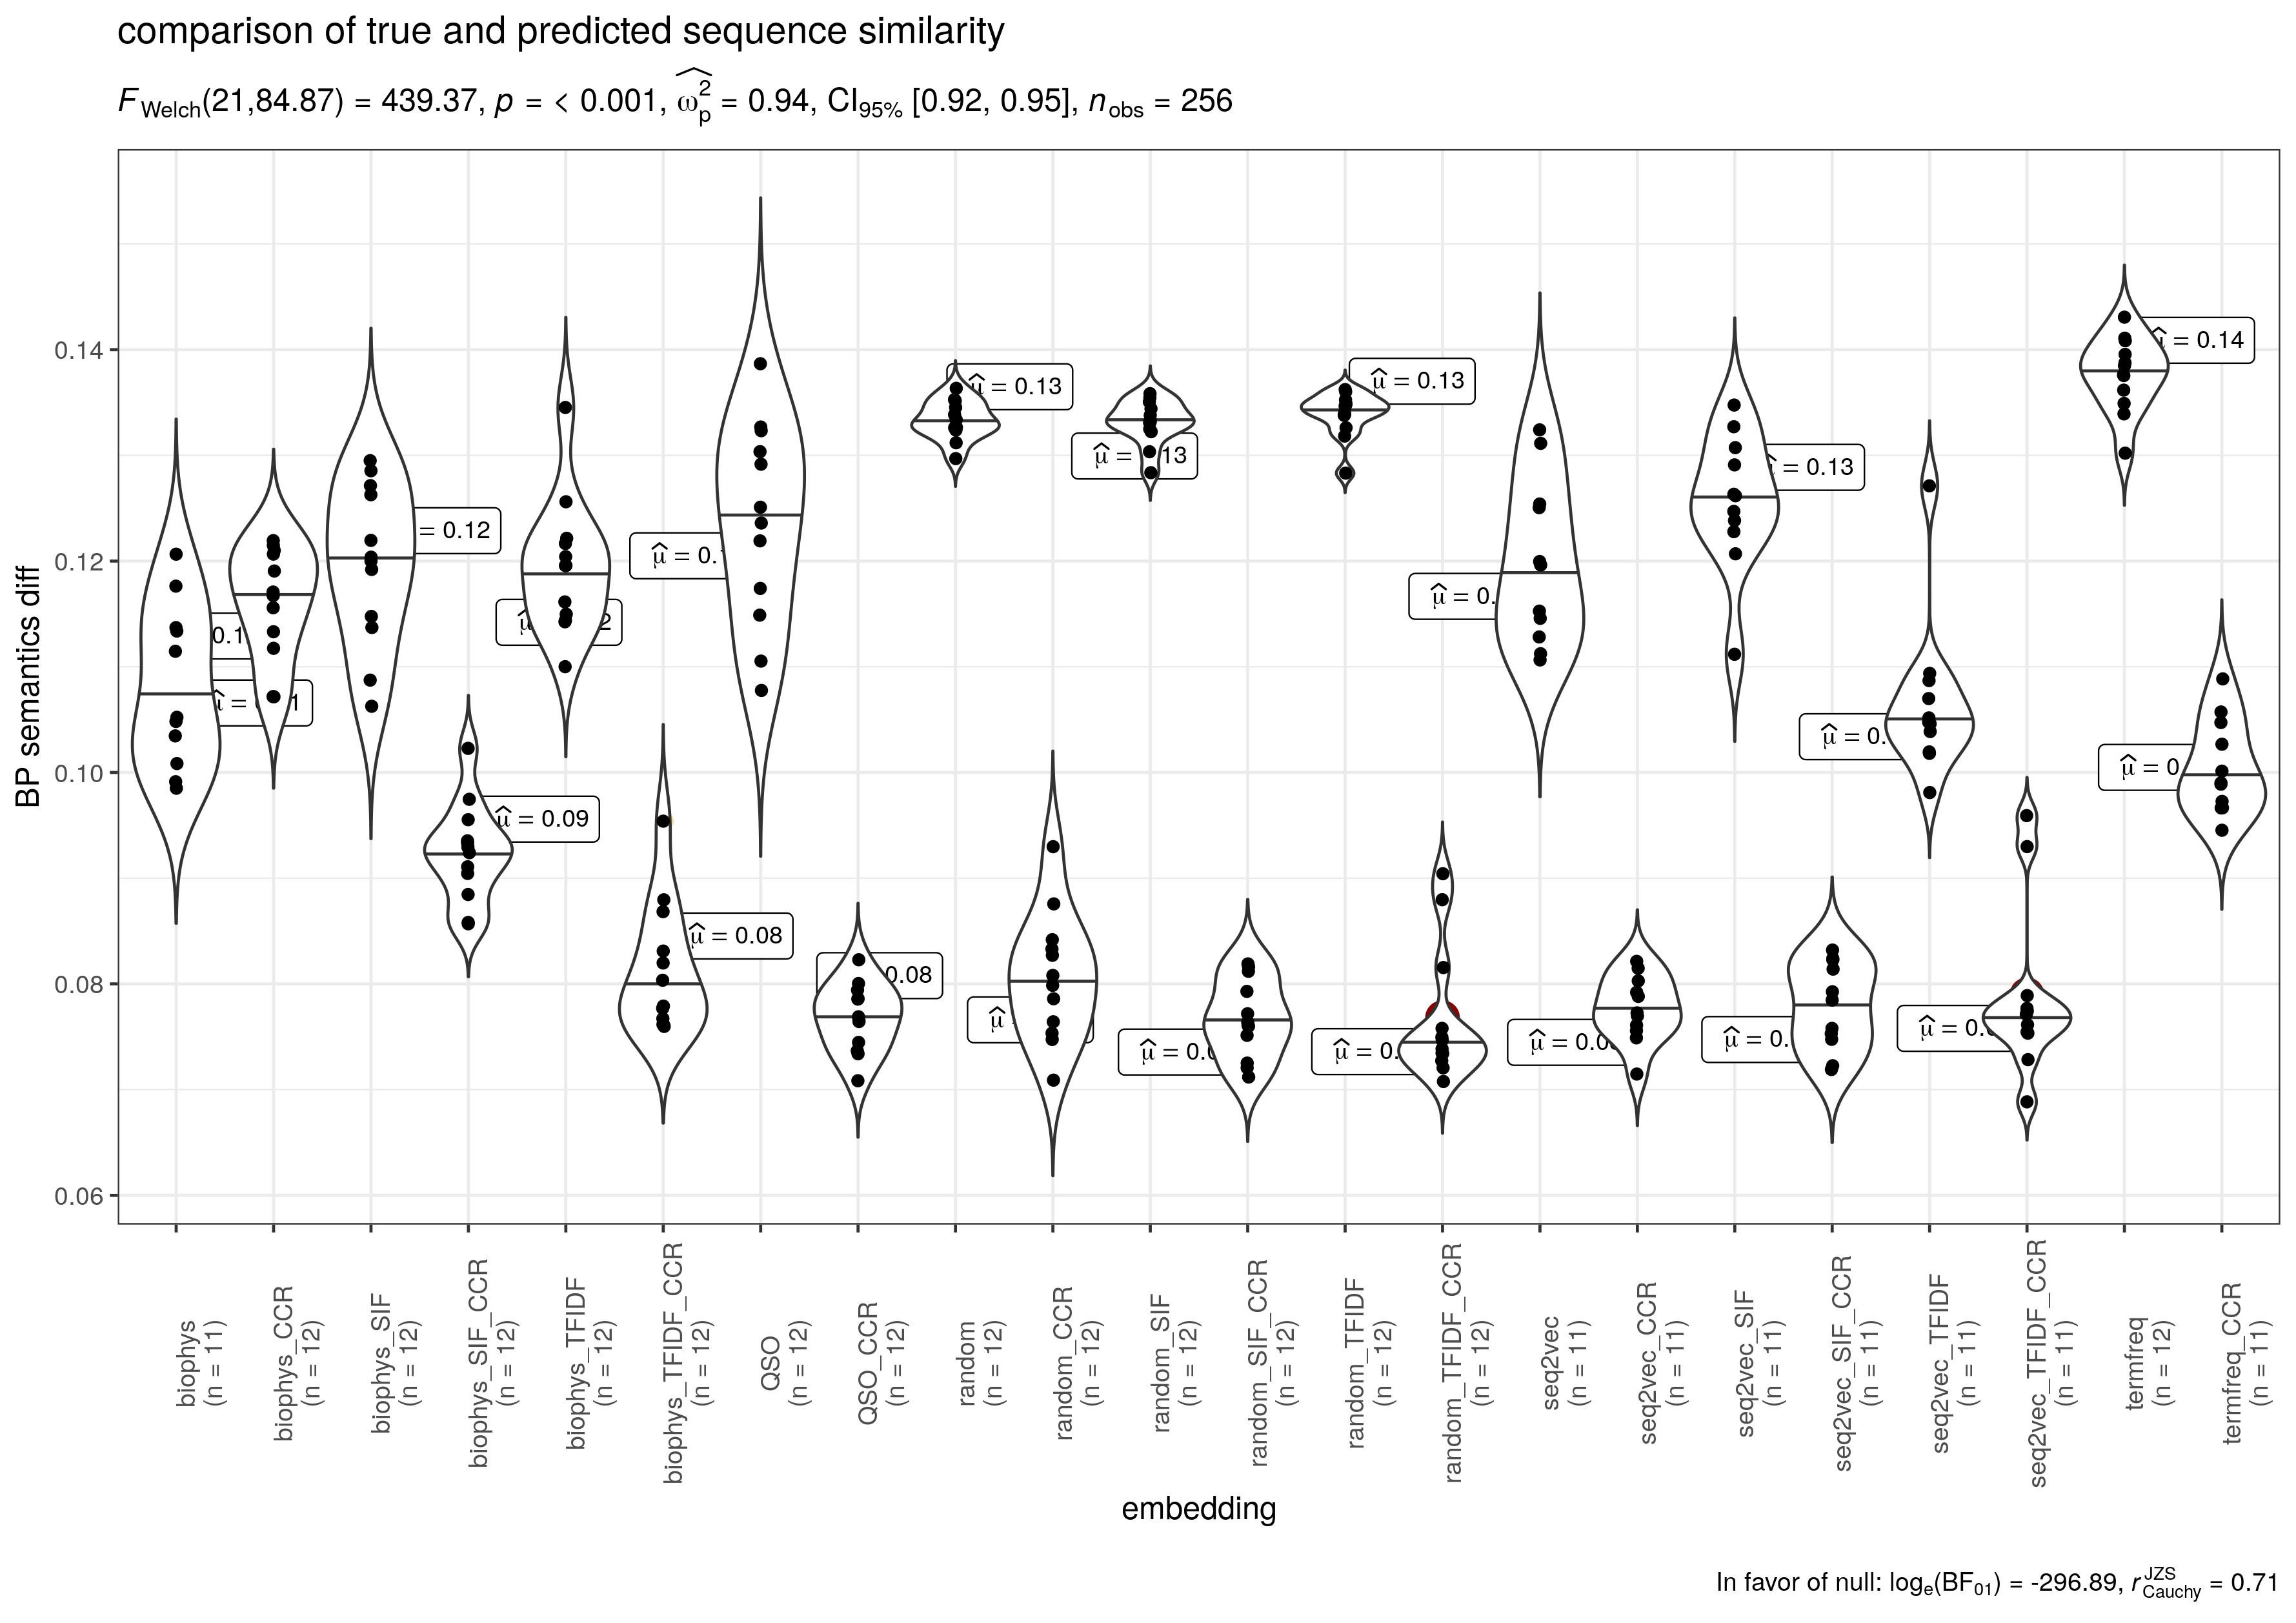 comparison of true and predicted sequence similarity
F Welch(21,84.87) = 439.37, p = < 0.001, ω̂²p = 0.94, CI95% [0.92, 0.95], nobs = 256
BP semantics diff
0.14
0.12
0.10
0.08
0.06
μ̂ = 0.13
μ̂ = 0.13
= 0.14
= 0.13
= 0.12
μ̂ = 0.09
μ̂ = 0.08
0.08
biophys
(n = 11)
biophys_CCR
(n = 12)
biophys_SIF
(n = 12)
biophys_SIF_CCR
(n = 12)
biophys_TFIDF
(n = 12)
biophys_TFIDF_CCR
(n = 12)
QSO
(n = 12)
QSO_CCR
(n = 12)
random
(n = 12)
random_CCR
(n = 12)
random_SIF
(n = 12)
random_SIF_CCR
(n = 12)
random_TFIDF
(n = 12)
random_TFIDF_CCR
(n = 12)
seq2vec
(n = 11)
seq2vec_CCR
(n = 11)
seq2vec_SIF
(n = 11)
seq2vec_SIF_CCR
(n = 11)
seq2vec_TFIDF
(n = 11)
seq2vec_TFIDF_CCR
(n = 11)
termfreq
(n = 12)
termfreq_CCR
(n = 11)
embedding
In favor of null: loge(BF01) = -296.89, r JZS Cauchy = 0.71